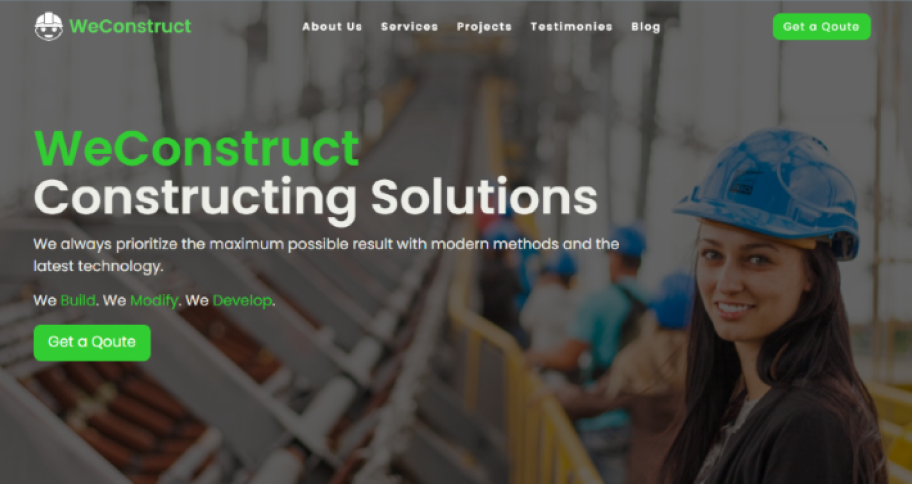 WeConstruct
About Us Services Projects Testimonies Blog
Get a Qoute
WeConstruct
Constructing Solutions
We always prioritize the maximum possible result with modern methods and the
latest technology.
We Build. We Modify. We Develop.
Get a Qoute